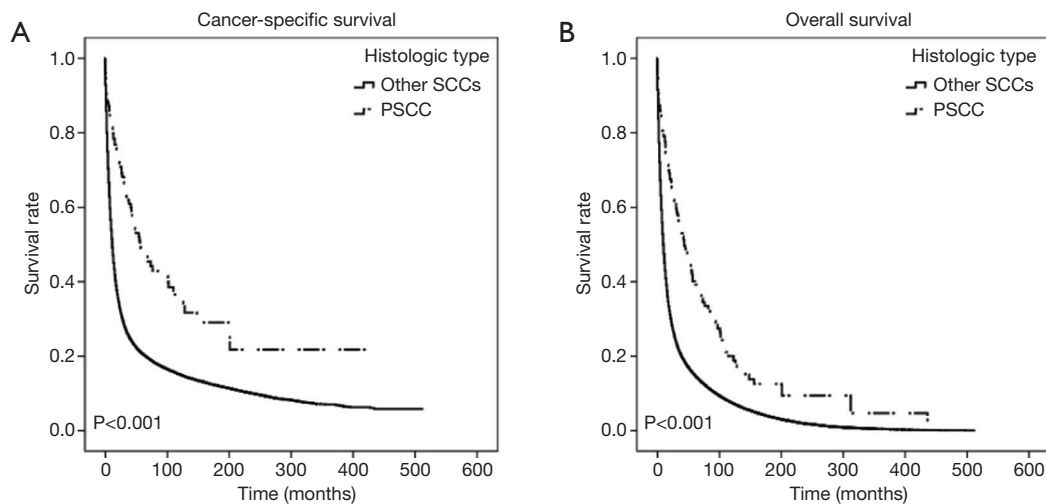 A
Cancer-specific survival
Histologic type
Other SCCs
PSCC
1.0
0.8
0.6
0.4
0.2
0.0
Survival rate
P<0.001
0 100 200 300 400 500 600
Time (months)
B
Overall survival
Histologic type
Other SCCs
PSCC
1.0
0.8
0.6
0.4
0.2
0.0
Survival rate
P<0.001
0 100 200 300 400 500 600
Time (months)